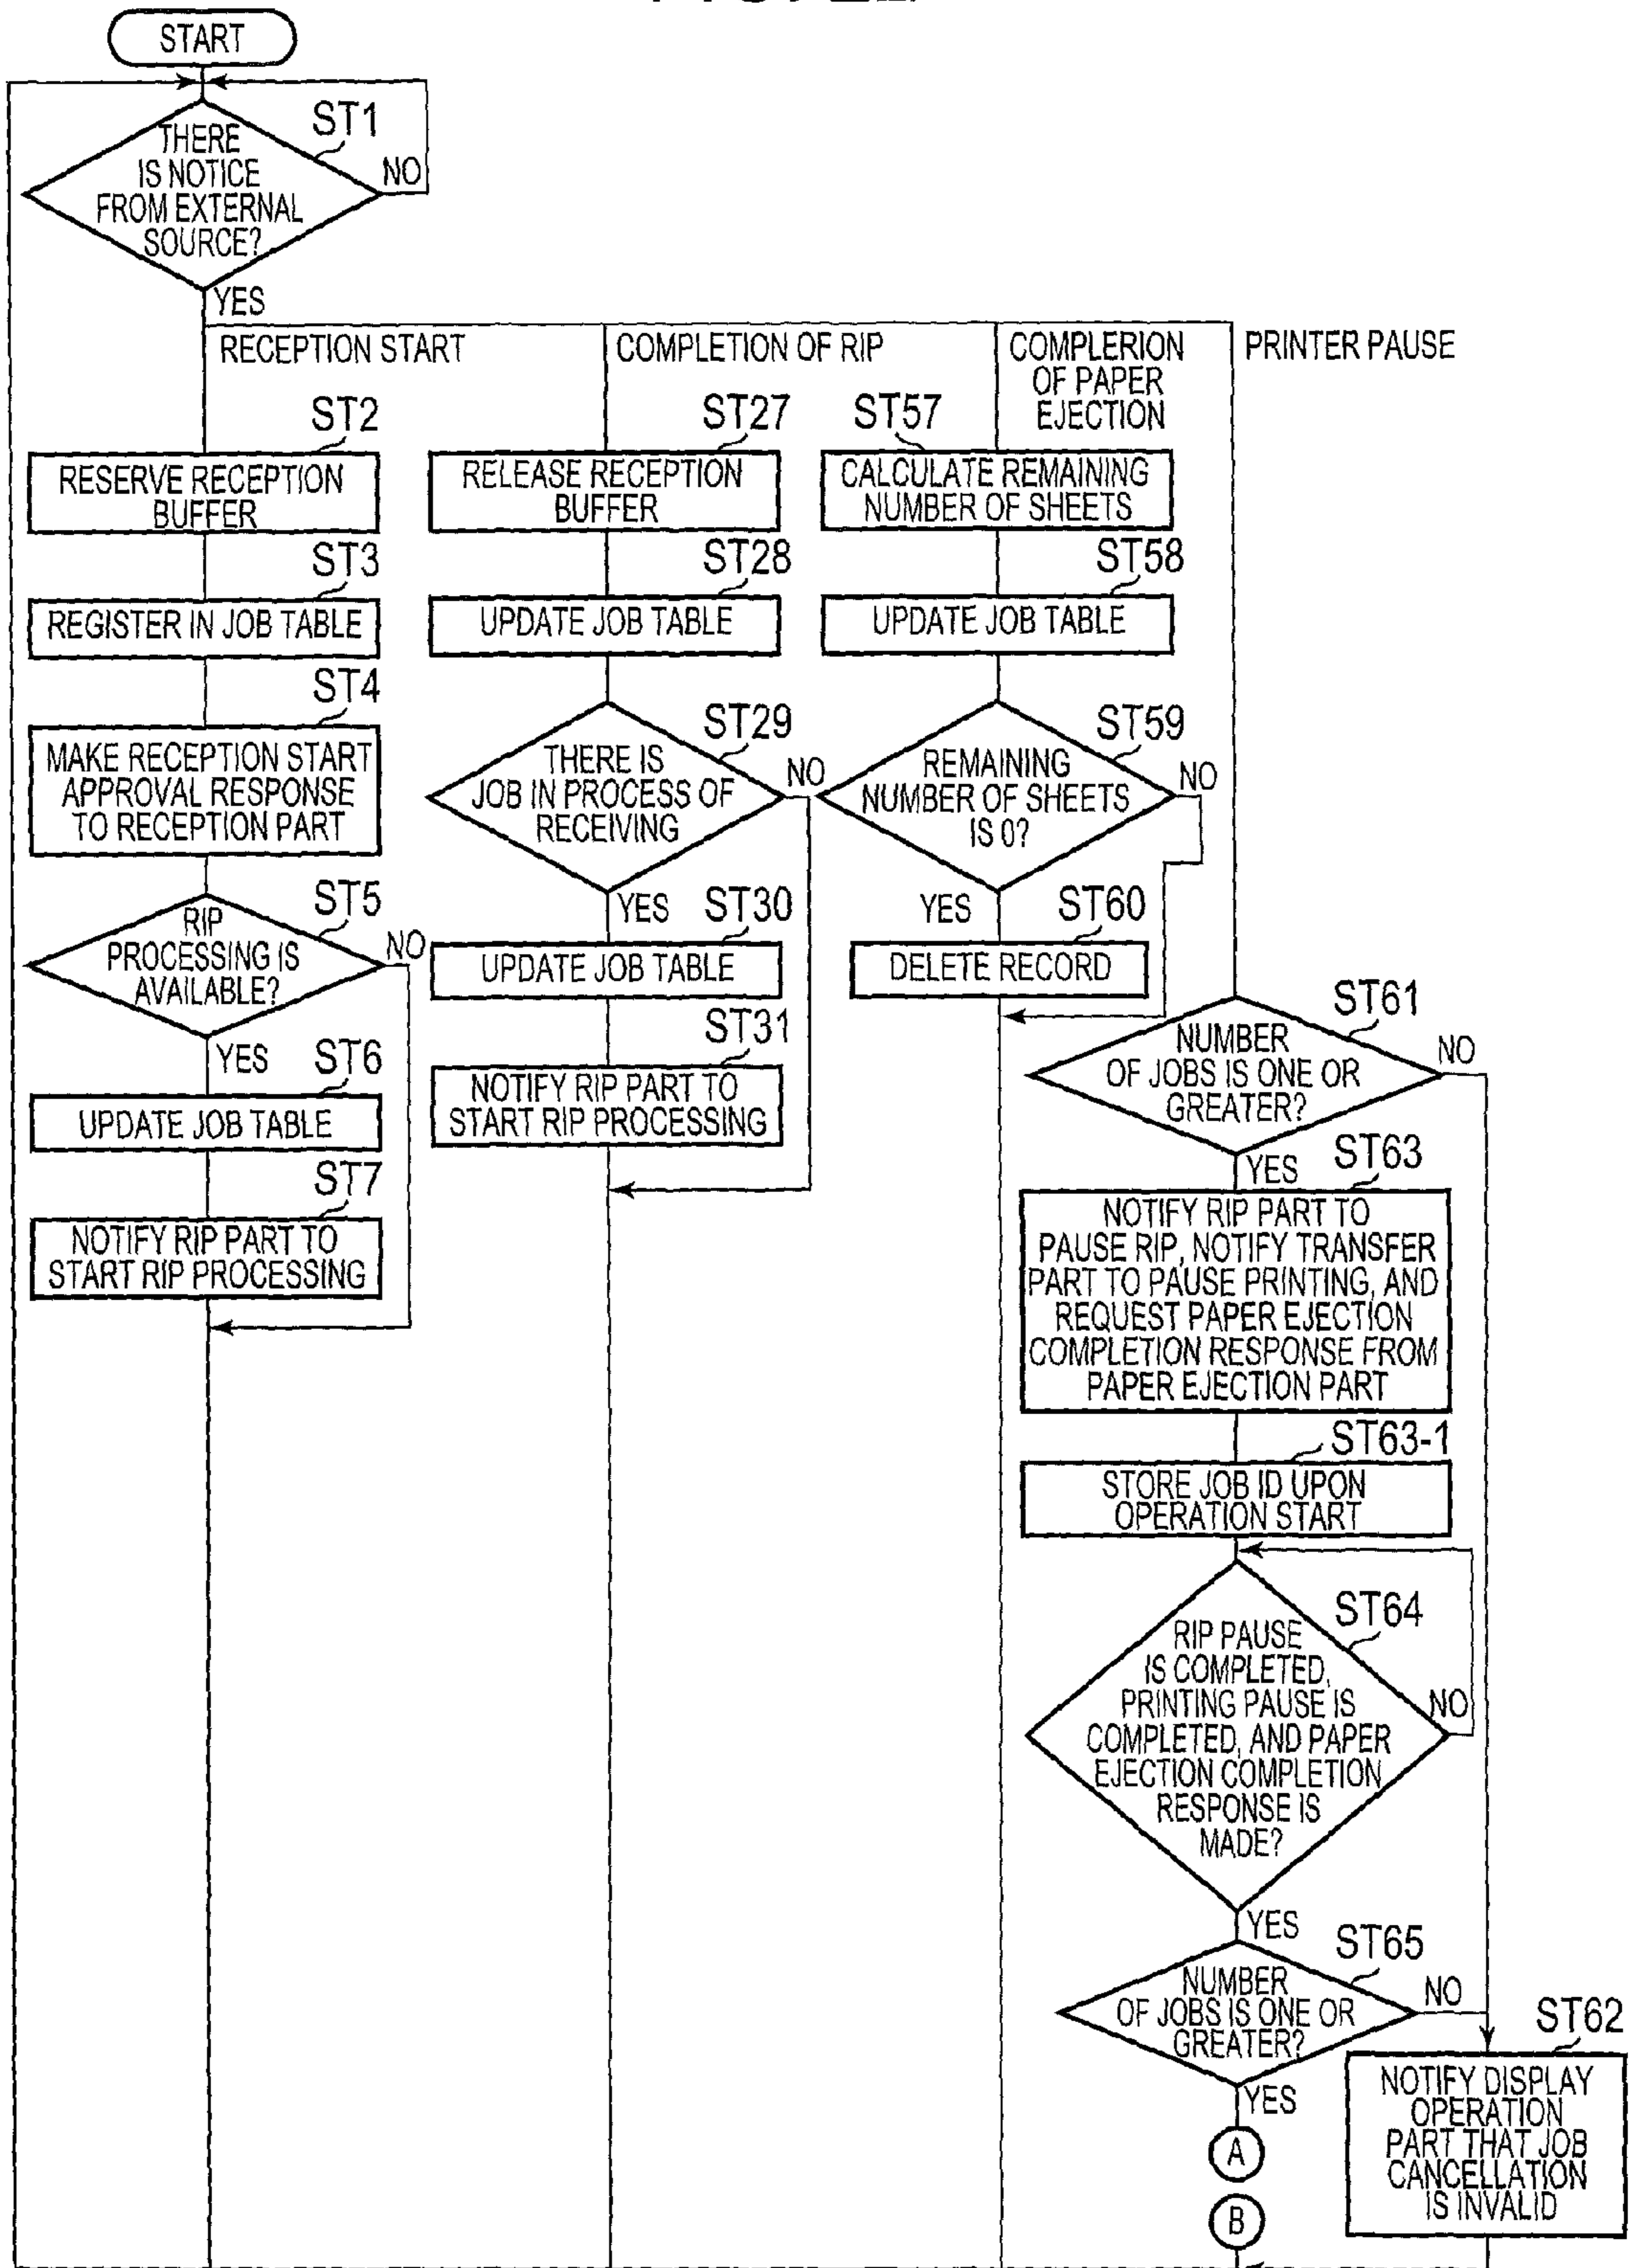 START
ST1
THERE
IS NOTICE
FROM EXTERNAL
SOURCE?
NO
YES
RECEPTION START
COMPLETION OF RIP
COMPLERION
OF PAPER
EJECTION
PRINTER PAUSE
ST2
RESERVE RECEPTION
BUFFER
ST3
REGISTER IN JOB TABLE
ST4
MAKE RECEPTION START
APPROVAL RESPONSE
TO RECEPTION PART
ST5
RIP
PROCESSING IS
AVAILABLE?
NO
YES
ST6
UPDATE JOB TABLE
ST7
NOTIFY RIP PART TO
START RIP PROCESSING
ST27
RELEASE RECEPTION
BUFFER
ST28
UPDATE JOB TABLE
ST29
THERE IS
JOB IN PROCESS OF
RECEIVING
NO
YES
ST30
UPDATE JOB TABLE
ST31
NOTIFY RIP PART TO
START RIP PROCESSING
ST57
CALCULATE REMAINING
NUMBER OF SHEETS
ST58
UPDATE JOB TABLE
ST59
REMAINING
NUMBER OF SHEETS
IS 0?
NO
YES
ST60
DELETE RECORD
ST61
NUMBER
OF JOBS IS ONE OR
GREATER?
NO
YES
ST63
NOTIFY RIP PART TO
PAUSE RIP, NOTIFY TRANSFER
PART TO PAUSE PRINTING, AND
REQUEST PAPER EJECTION
COMPLETION RESPONSE FROM
PAPER EJECTION PART
ST63-1
STORE JOB ID UPON
OPERATION START
ST64
RIP PAUSE
IS COMPLETED,
PRINTING PAUSE IS
COMPLETED, AND PAPER
EJECTION COMPLETION
RESPONSE IS
MADE?
NO
YES
ST65
NUMBER
OF JOBS IS ONE OR
GREATER?
NO
YES
A
B
ST62
NOTIFY DISPLAY
OPERATION
PART THAT JOB
CANCELLATION
IS INVALID